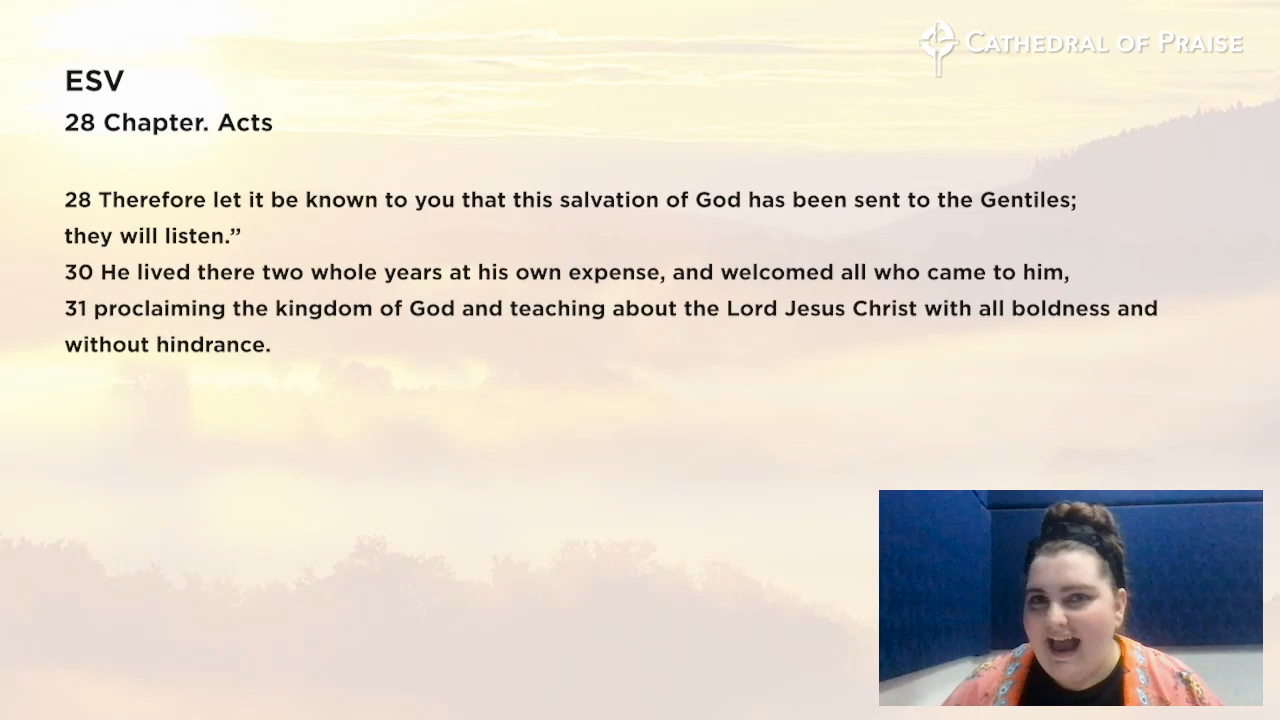 CATHEDRAL OF PRAISE
ESV
28 Chapter. Acts
28 Therefore let it be known to you that this salvation of God has been sent to the Gentiles;
they will listen.”
30 He lived there two whole years at his own expense, and welcomed all who came to him,
31 proclaiming the kingdom of God and teaching about the Lord Jesus Christ with all boldness and
without hindrance.